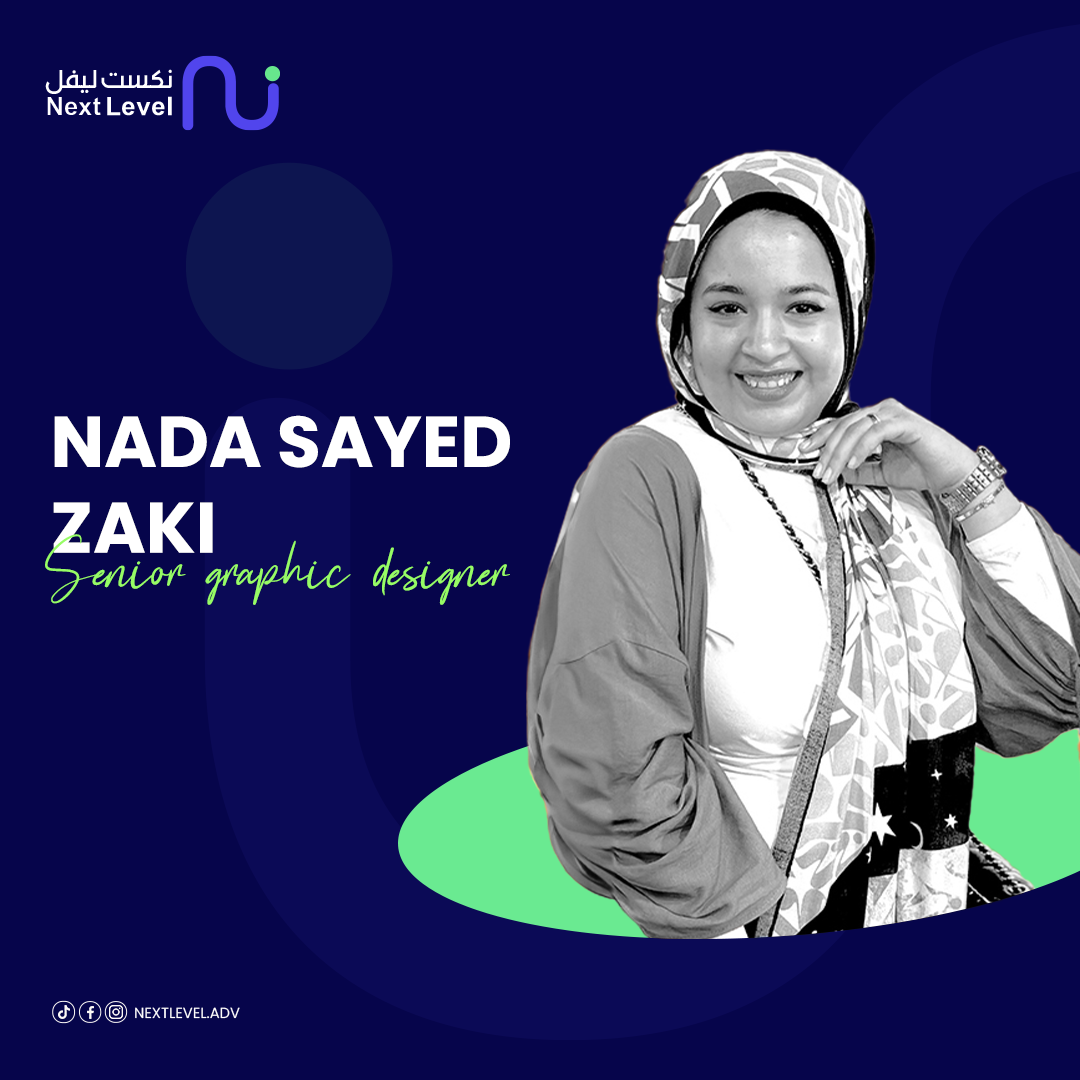 نكست ليفل
Next Level
NADA SAYED
ZAKI
Senior graphic designer
NEXTLEVEL.ADV